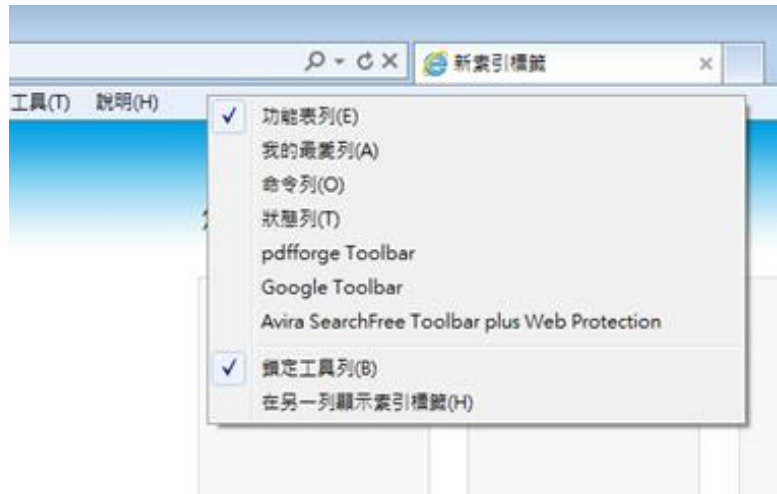 新索引標籤
工具(T) 說明(H)
功能表列(E)
我的最愛列(A)
命令列(O)
狀態列(T)
pdfforge Toolbar
Google Toolbar
Avira SearchFree Toolbar plus Web Protection
鎖定工具列(B)
在另一列顯示索引標籤(H)